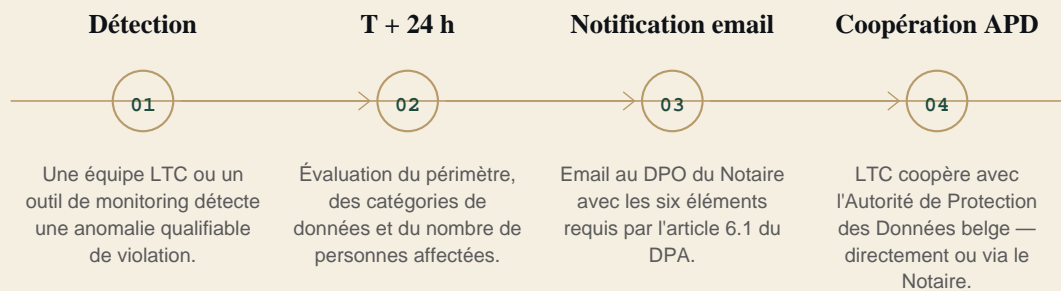 Détection
01
Une équipe LTC ou un
outil de monitoring détecte
une anomalie qualifiable
de violation.
T + 24 h
02
Évaluation du périmètre,
des catégories de
données et du nombre de
personnes affectées.
Notification email
03
Email au DPO du Notaire
avec les six éléments
requis par l'article 6.1 du
DPA.
Coopération APD
04
LTC coopère avec
l'Autorité de Protection
des Données belge —
directement ou via le
Notaire.